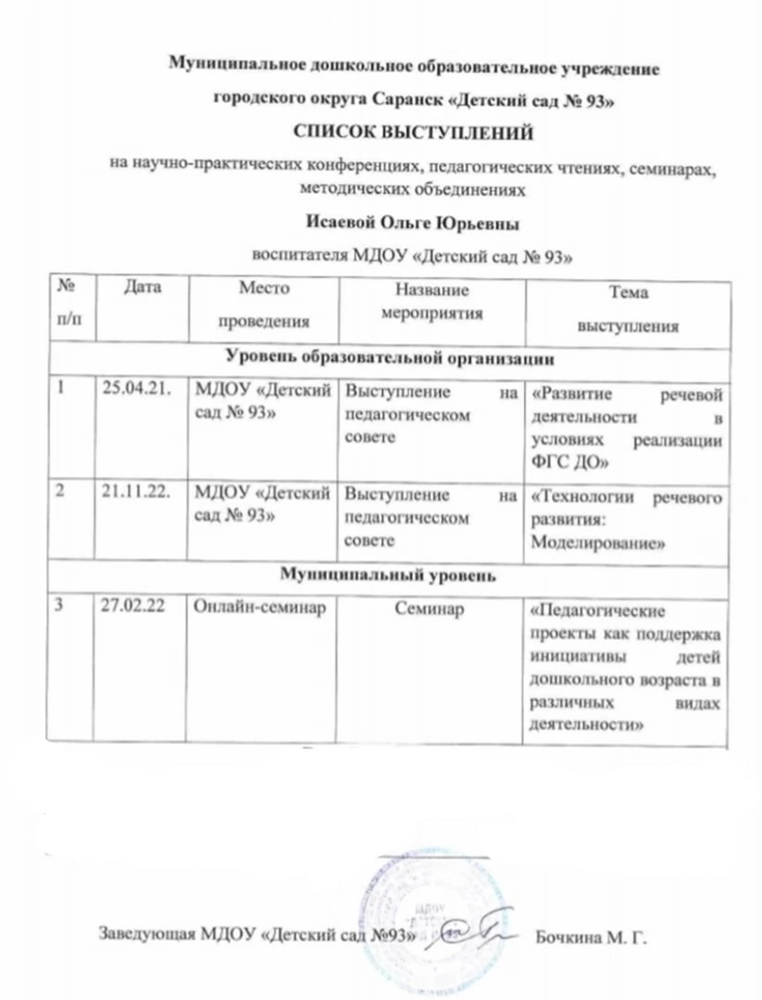 Муниципальное дошкольное образовательное учреждение
городского округа Саранск «Детский сад № 93»
СПИСОК ВЫСТУПЛЕНИЙ
на научно-практических конференциях, педагогических чтениях, семинарах,
методических объединениях
Исаевой Ольге Юрьевны
воспитателя МДОУ «Детский сад № 93»
№ п/п
Дата
Место
проведения
Название
мероприятия
Тема
выступления
Уровень образовательной организации
1
25.04.21.
МДОУ «Детский
сад № 93»
Выступление на
педагогическом
совете
«Развитие речевой
деятельности в
условиях реализации
ФГС ДО»
2
21.11.22.
МДОУ «Детский
сад № 93»
Выступление на
педагогическом
совете
«Технологии речевого
развития:
Моделирование»
Муниципальный уровень
3
27.02.22
Онлайн-семинар
Семинар
«Педагогические
проекты как поддержка
инициативы детей
дошкольного возраста в
различных видах
деятельности»
Заведующая МДОУ «Детский сад №93»
Бочкина М. Г.
МДОУ